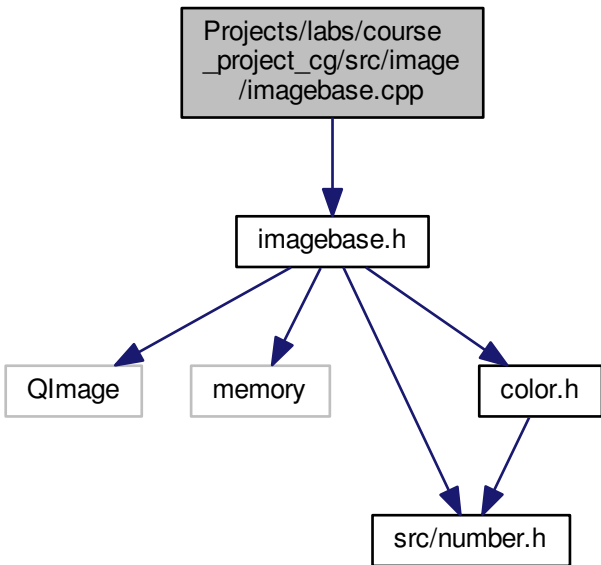 Projects/labs/course
_project_cg/src/image
/imagebase.cpp
imagebase.h
QImage
memory
color.h
src/number.h